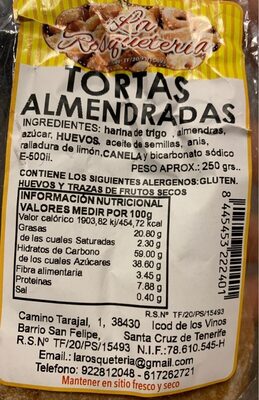 La
Rosquetería
TORTAS
ALMENDRADAS
INGREDIENTES: harina de trigo, almendras,
azúcar, HUEVOS, aceite de semillas, anis,
ralladura de limón, CANELA y bicarbonato sódico
E-500ii.
PESO APROX.: 250 grs..
CONTIENE LOS SIGUIENTES ALERGENOS: GLUTEN.
HUEVOS Y TRAZAS DE FRUTOS SECOS
INFORMACIÓN NUTRICIONAL
VALORES MEDIR POR 100g
Valor calórico 1903,82 kj/454,72 kcal
Grasas 20.80 g
de los cuales Saturadas 2.30 g
Hidratos de Carbono 59.00 g
de los cuales Azúcares 38.60 g
Fibra alimentaria 3.45 g
Proteinas 7.88 g
Sal 0.40 g
8 445453 222401
R.S.Nº TF/20/PS/15493
Camino Tarajal, 1, 38430 Icod de los Vinos
Barrio San Felipe, Santa Cruz de Tenerife
R.S.Nº TF/20/PS/15493 N.I.F.:78.610.545-H
Email.: larosqueteria@gmail.com
Telefono: 922812048 - 617262721
Mantener en sitio fresco y seco